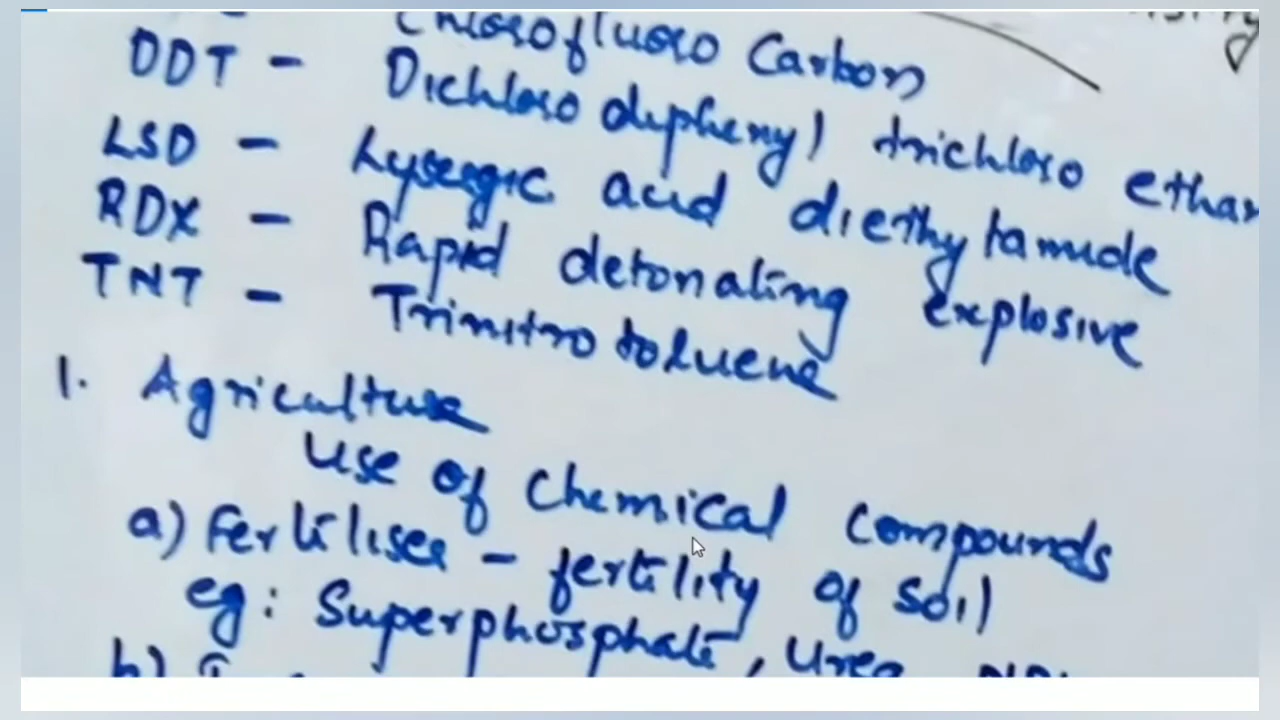 Chlorofluoro Carbon
DDT - Dichloro diphenyl trichloro ethan
LSD - Lysergic acid diethylamide
RDX - Rapid detonating explosive
TNT - Trinitro toluene
1. Agriculture
Use of Chemical Compounds
a) Fertiliser - fertility of soil
eg: Superphosphate, Urea
b)